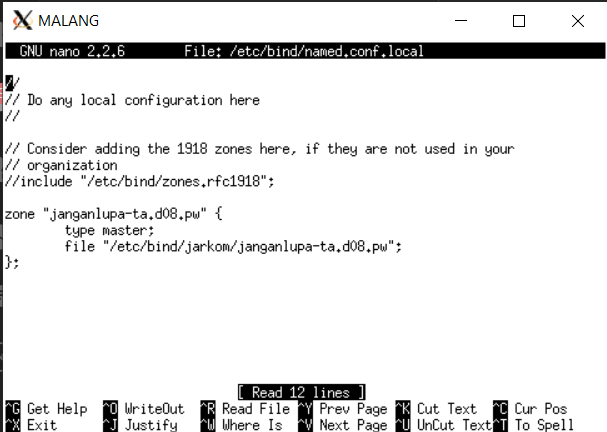 MALANG
GNU nano 2.2.6 File: /etc/bind/named.conf.local
//
// Do any local configuration here
//
// Consider adding the 1918 zones here, if they are not used in your
// organization
//include "/etc/bind/zones.rfc1918";
zone "janganlupa-ta.d08.pw" {
type master;
file "/etc/bind/jarkom/janganlupa-ta.d08.pw";
};
[ Read 12 lines ]
^G Get Help ^O WriteOut ^R Read File ^Y Prev Page ^K Cut Text ^C Cur Pos
^X Exit ^J Justify ^W Where Is ^V Next Page ^U UnCut Text ^T To Spell